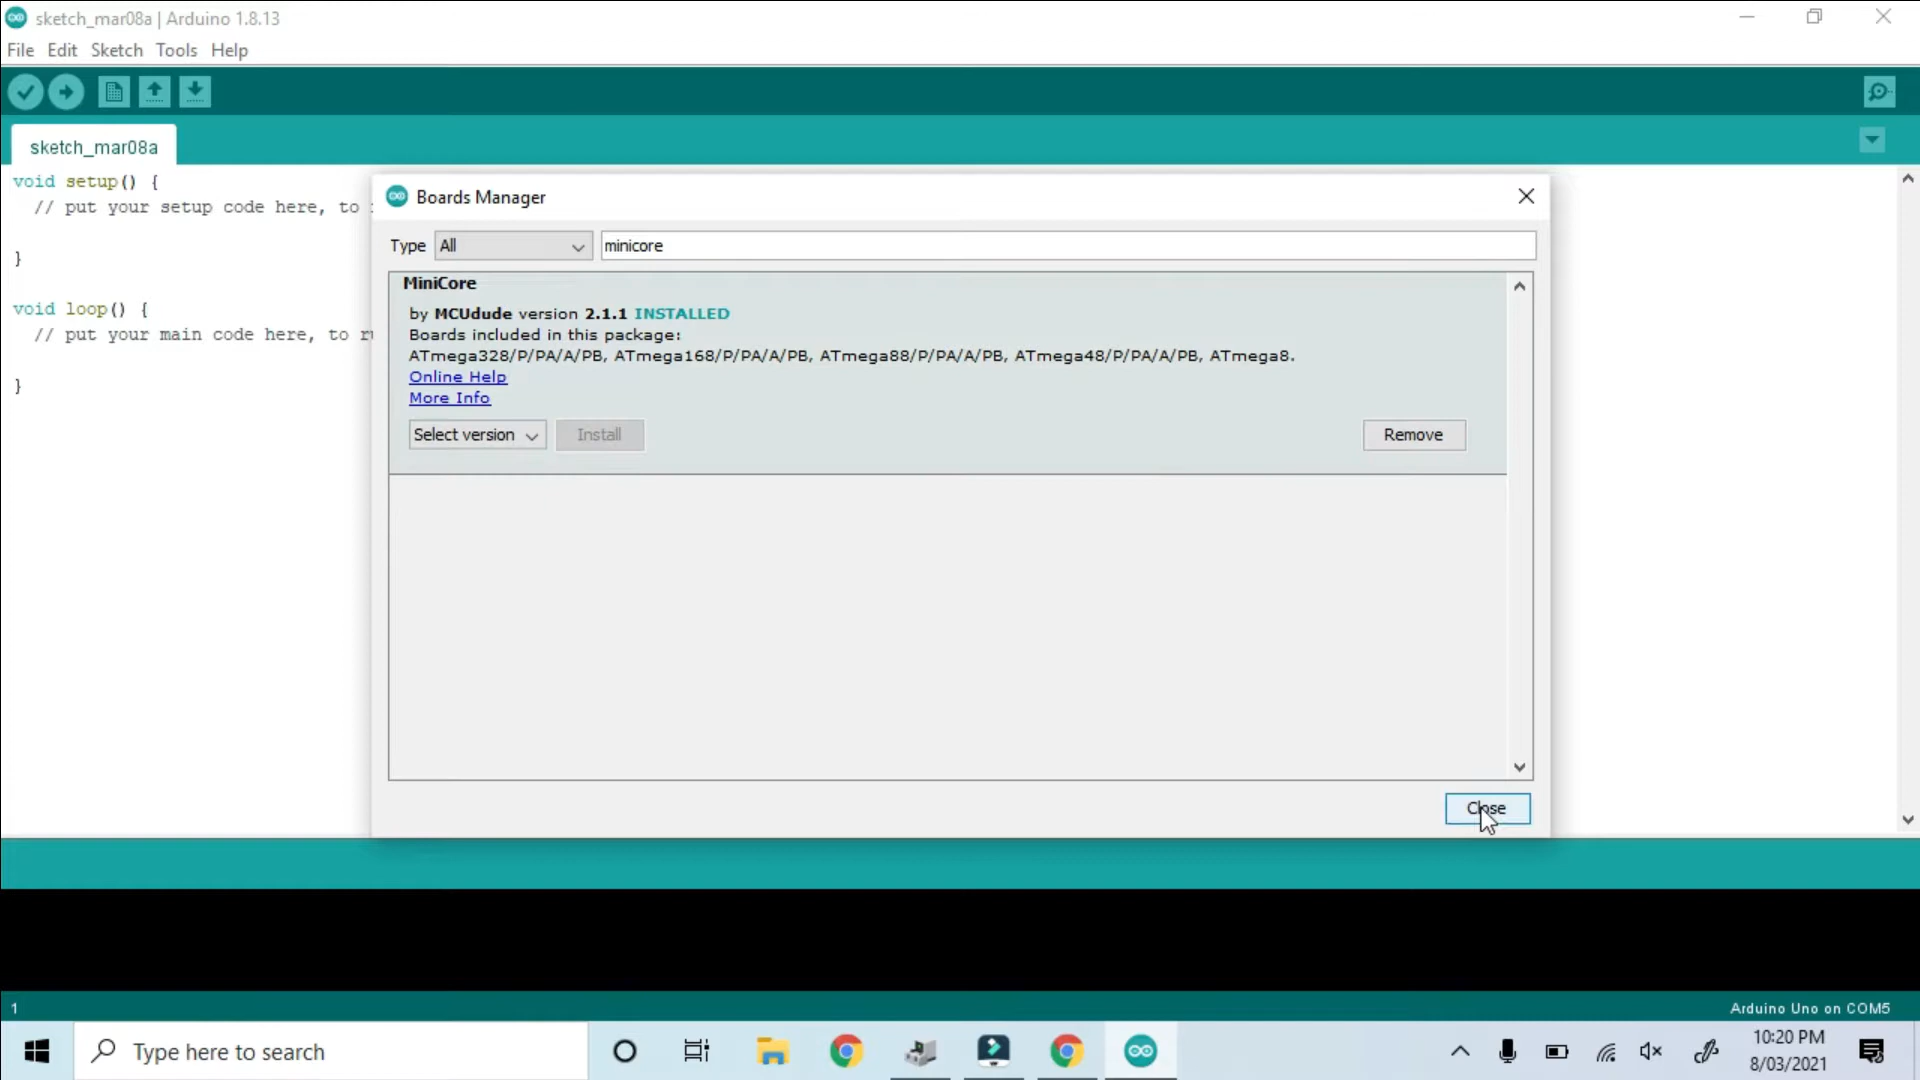 sketch_mar08a | Arduino 1.8.13
File Edit Sketch Tools Help
sketch_mar08a
void setup() {
// put your setup code here, to
}
void loop() {
// put your main code here, to
}
Boards Manager
Type All minicore
MiniCore
by MCUdude version 2.1.1 INSTALLED
Boards included in this package:
ATmega328/P/PA/A/PB, ATmega168/P/PA/A/PB, ATmega88/P/PA/A/PB, ATmega48/P/PA/A/PB, ATmega8.
Online Help
More Info
Select version Install Remove
Close
1 Arduino Uno on COM5
Type here to search
10:20 PM
8/03/2021